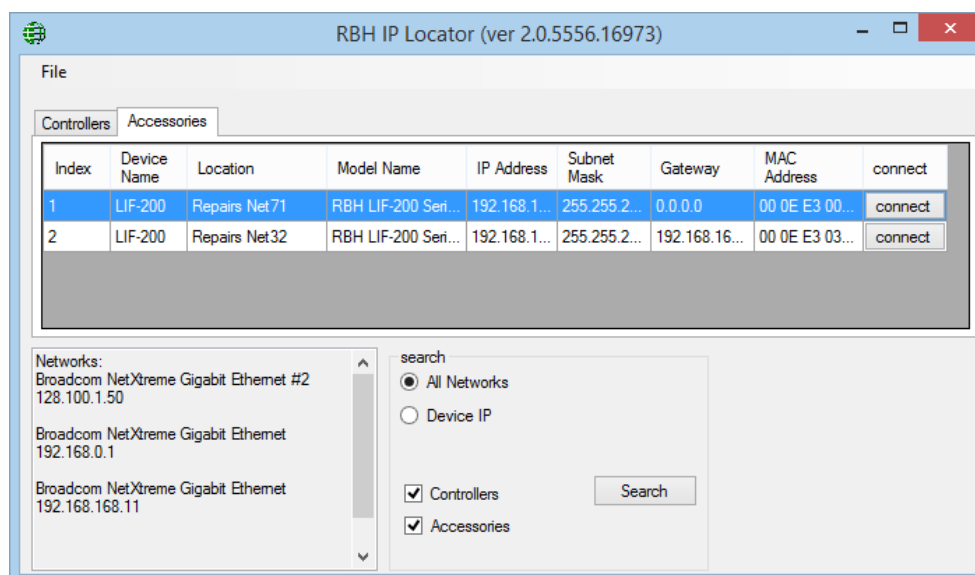 RBH IP Locator (ver 2.0.5556.16973)
File
Controllers Accessories
Index Device Name Location Model Name IP Address Subnet Mask Gateway MAC Address connect
1 LIF-200 Repairs Net71 RBH LIF-200 Seri... 192.168.1... 255.255.2... 0.0.0.0 00 0E E3 00... connect
2 LIF-200 Repairs Net32 RBH LIF-200 Seri... 192.168.1... 255.255.2... 192.168.16... 00 0E E3 03... connect
Networks:
Broadcom NetXtreme Gigabit Ethernet #2
128.100.1.50
Broadcom NetXtreme Gigabit Ethernet
192.168.0.1
Broadcom NetXtreme Gigabit Ethernet
192.168.168.11
search
All Networks
Device IP
Controllers
Search
Accessories